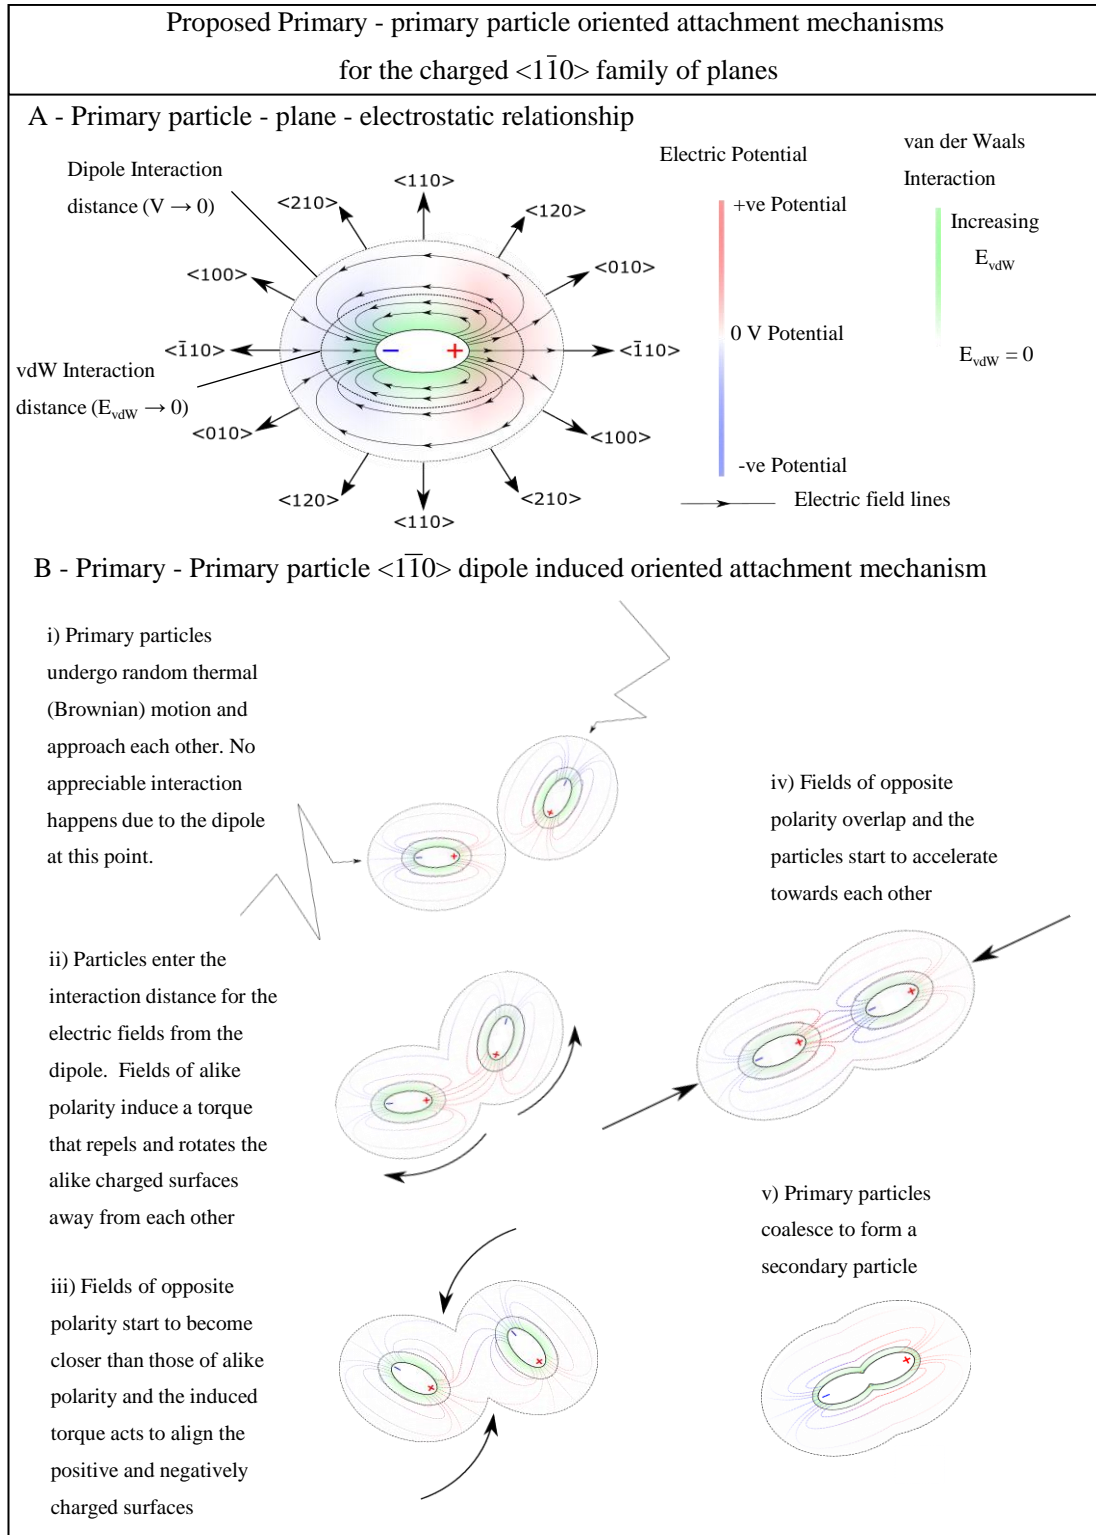 Proposed Primary - primary particle oriented attachment mechanisms
for the charged <11̅0> family of planes
A - Primary particle - plane - electrostatic relationship
Dipole Interaction
distance (V → 0)
<210>
<110>
<120>
<100>
<010>
<1̅10>
<1̅10>
vdW Interaction
distance (EvdW → 0)
<010>
<100>
<120>
<110>
<210>
−
+
Electric Potential
+ve Potential
0 V Potential
-ve Potential
Electric field lines
van der Waals
Interaction
Increasing
EvdW
EvdW = 0
B - Primary - Primary particle <11̅0> dipole induced oriented attachment mechanism
i) Primary particles
undergo random thermal
(Brownian) motion and
approach each other. No
appreciable interaction
happens due to the dipole
at this point.
− +
− +
ii) Particles enter the
interaction distance for the
electric fields from the
dipole. Fields of alike
polarity induce a torque
that repels and rotates the
alike charged surfaces
away from each other
− +
− +
iii) Fields of opposite
polarity start to become
closer than those of alike
polarity and the induced
torque acts to align the
positive and negatively
charged surfaces
− +
− +
iv) Fields of opposite
polarity overlap and the
particles start to accelerate
towards each other
− +
− +
v) Primary particles
coalesce to form a
secondary particle
− +